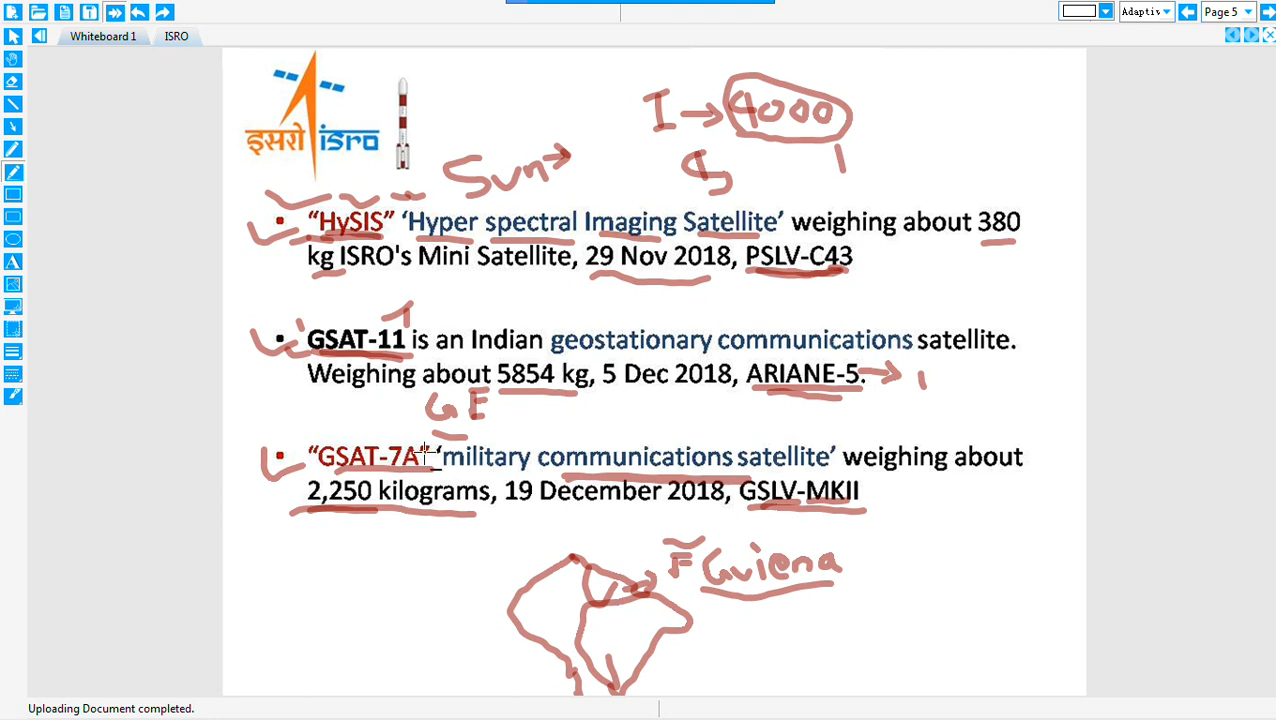 Adaptiv
Page 5
Whiteboard 1
ISRO
I → 4000
इसरो isro
Sun →
• “HySIS” ‘Hyper spectral Imaging Satellite’ weighing about 380
kg ISRO's Mini Satellite, 29 Nov 2018, PSLV-C43
• GSAT-11 is an Indian geostationary communications satellite.
Weighing about 5854 kg, 5 Dec 2018, ARIANE-5.
GE
• “GSAT-7A” ‘military communications satellite’ weighing about
2,250 kilograms, 19 December 2018, GSLV-MKII
F Guiena
Uploading Document completed.